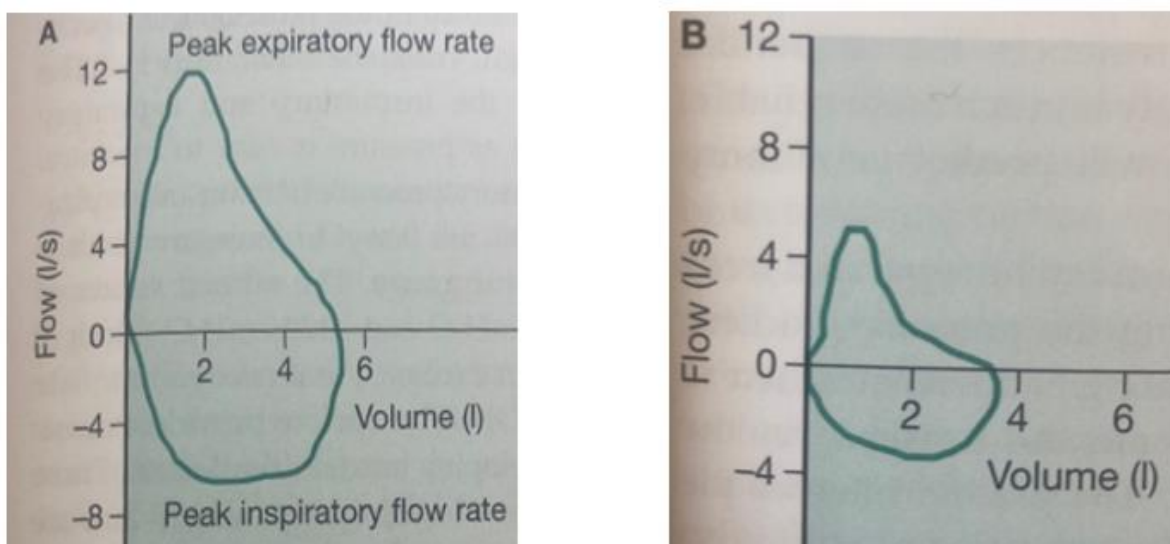 A
Peak expiratory flow rate
12
8
4
0
-4
-8
Flow (l/s)
2 4 6
Volume (l)
Peak inspiratory flow rate
B
12
8
4
0
-4
Flow (l/s)
2 4 6
Volume (l)